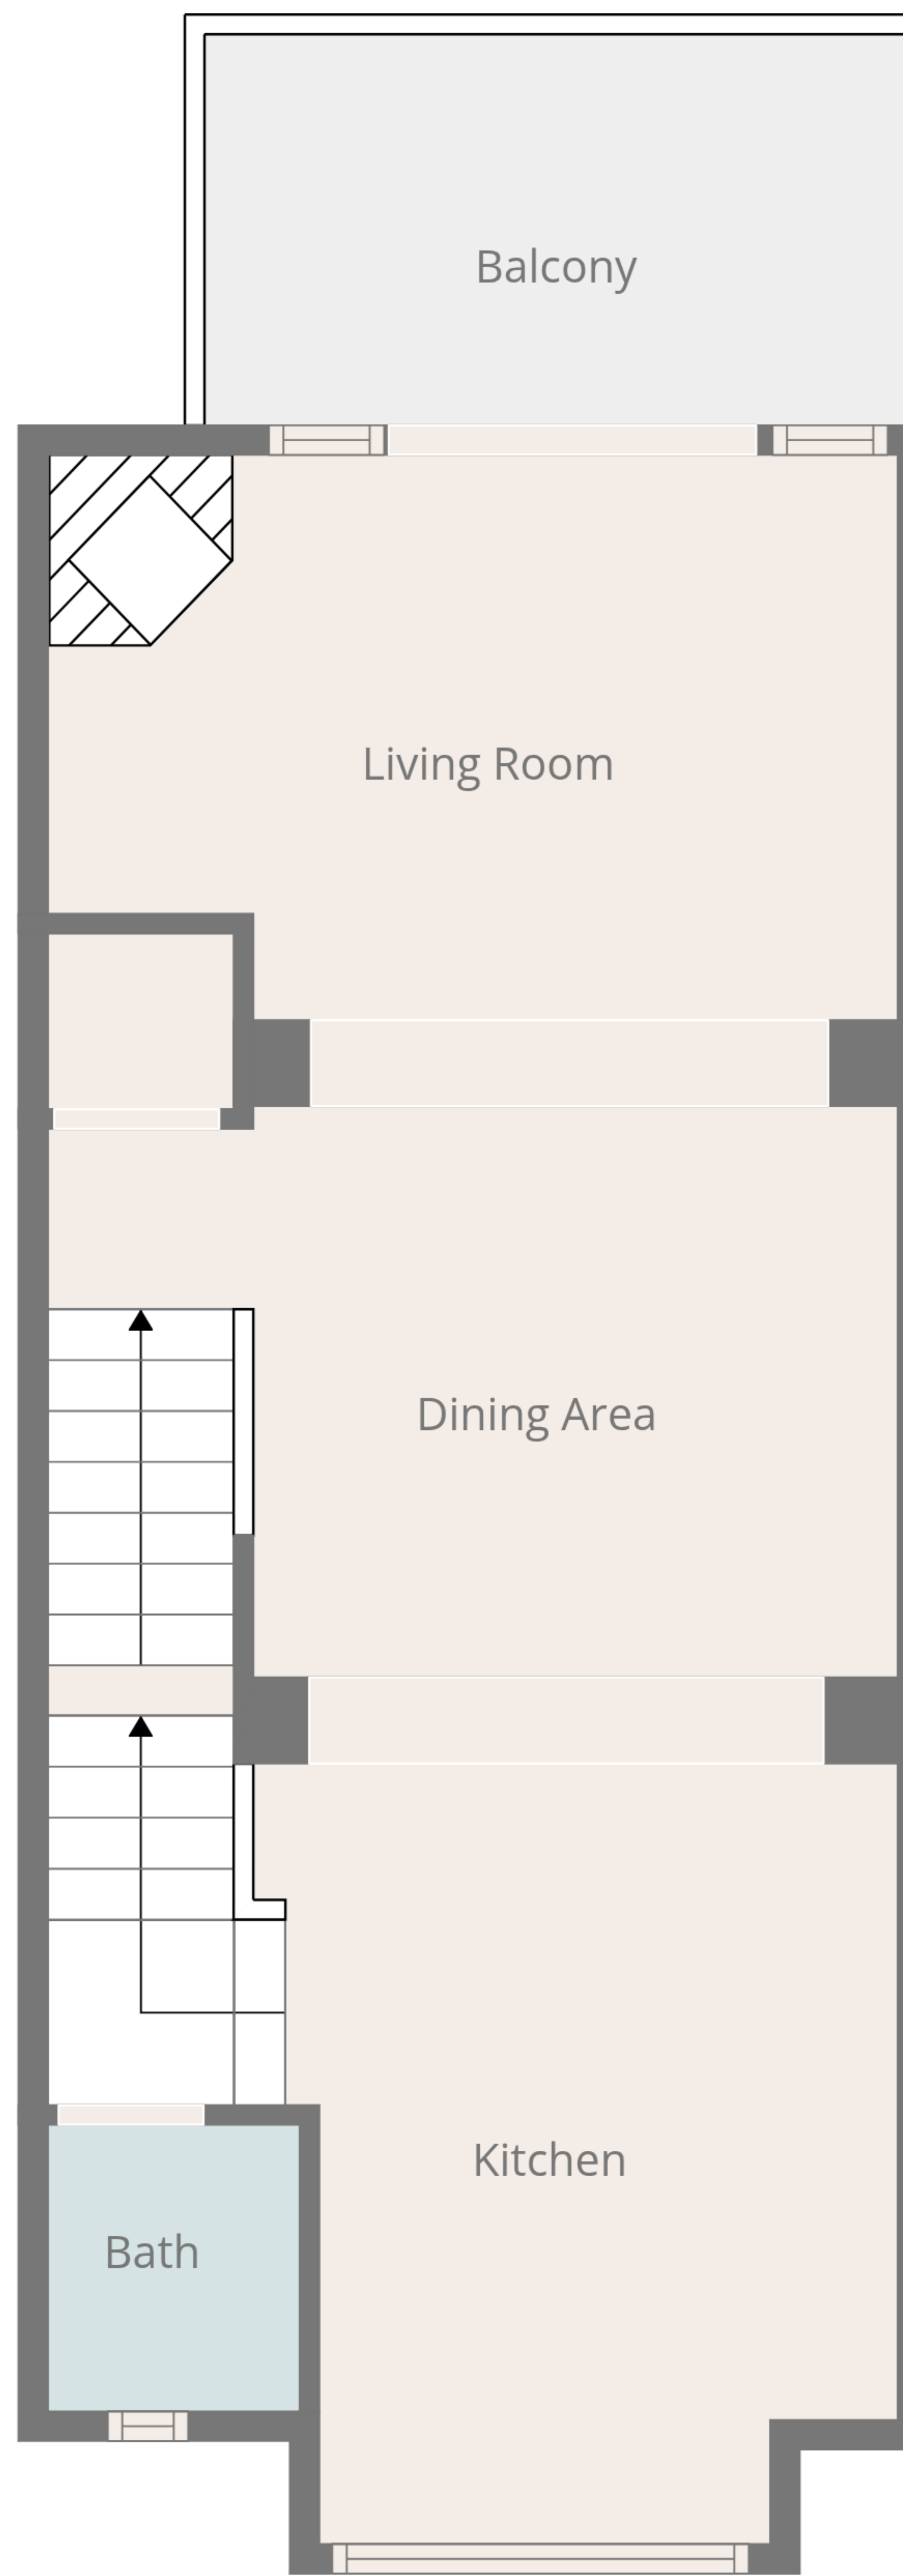 Balcony
Living Room
Dining Area
Kitchen
Bath